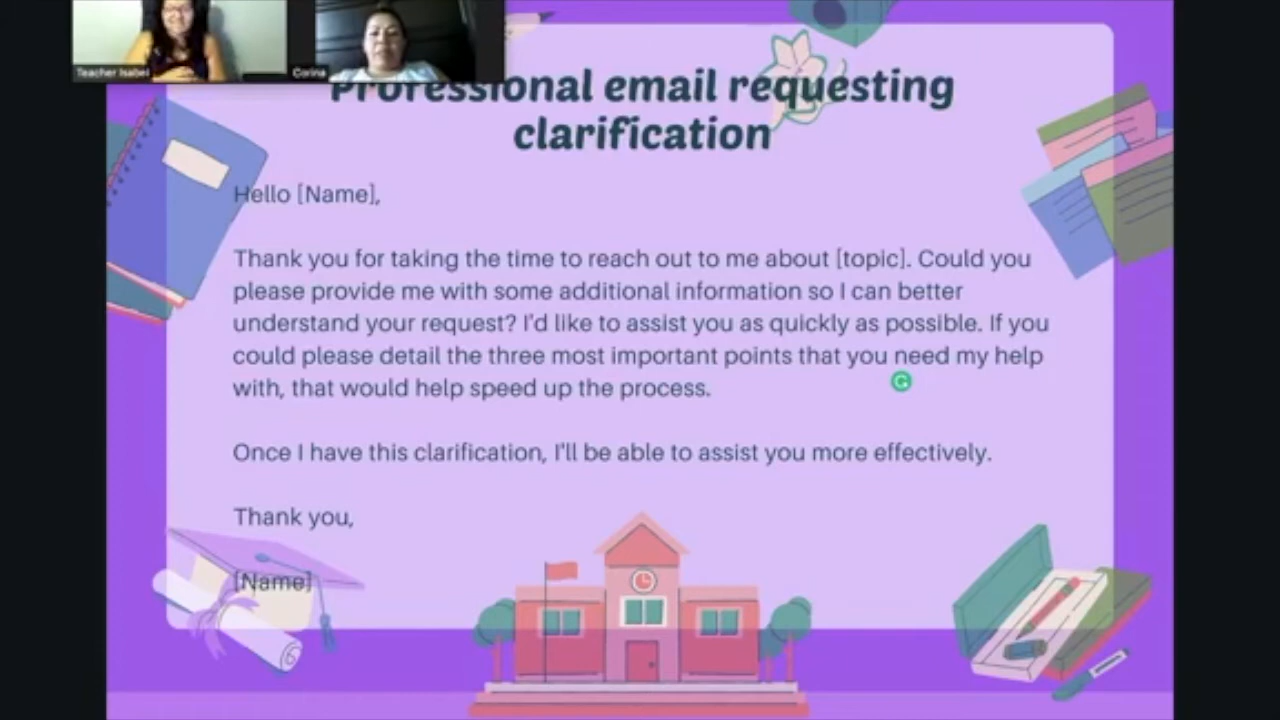 Teacher Isabel
Corina
Professional email requesting
clarification
Hello [Name],
Thank you for taking the time to reach out to me about [topic]. Could you
please provide me with some additional information so I can better
understand your request? I'd like to assist you as quickly as possible. If you
could please detail the three most important points that you need my help
with, that would help speed up the process.
Once I have this clarification, I'll be able to assist you more effectively.
Thank you,
[Name]